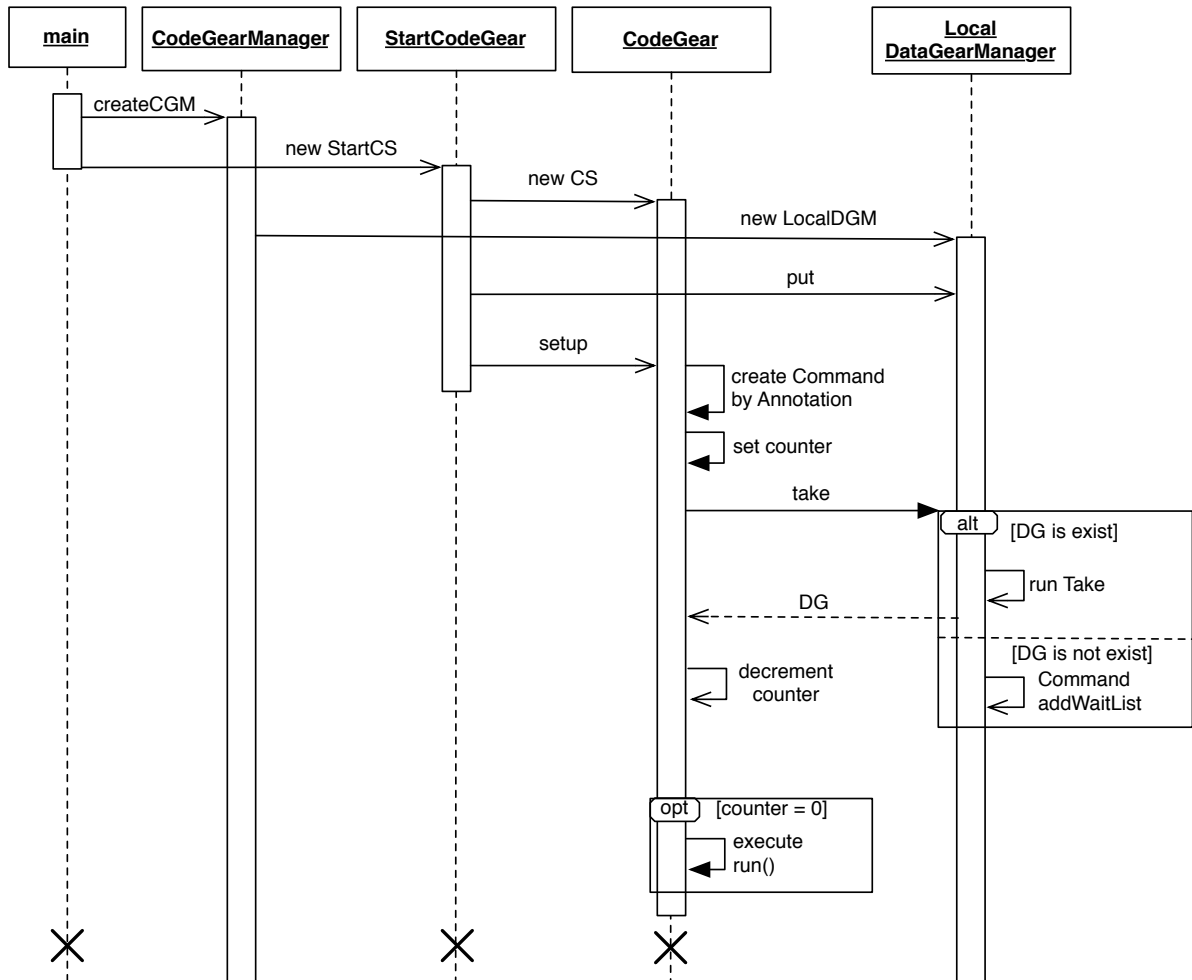 main
CodeGearManager
StartCodeGear
CodeGear
Local
DataGearManager
createCGM
new StartCS
new CS
new LocalDGM
put
setup
create Command
by Annotation
set counter
take
alt
[DG is exist]
run Take
DG
[DG is not exist]
Command
addWaitList
decrement
counter
opt
[counter = 0]
execute
run()